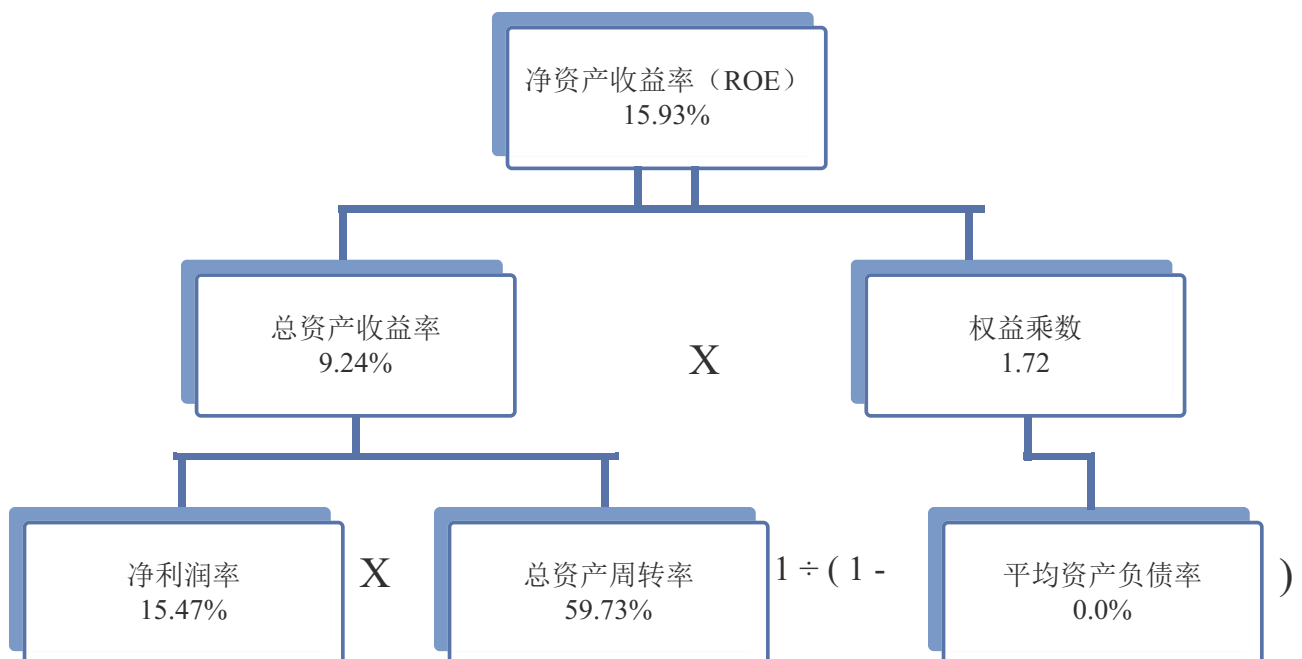 净资产收益率（ROE）
15.93%
总资产收益率
9.24%
X
权益乘数
1.72
净利润率
15.47%
X
总资产周转率
59.73%
1 ÷ ( 1 -
平均资产负债率
0.0%
)